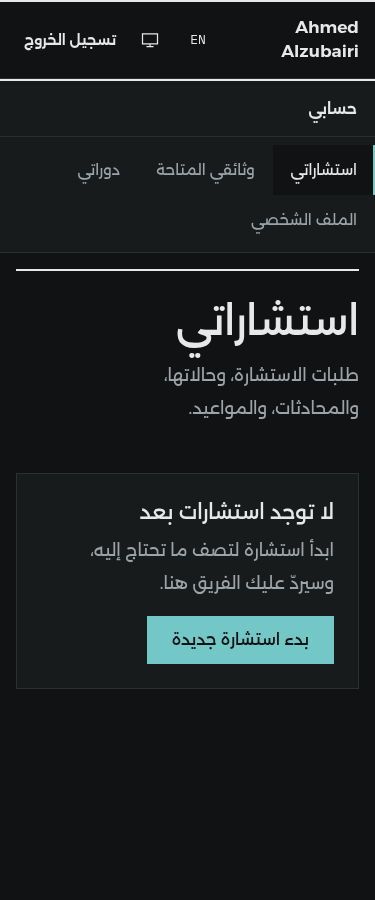 Ahmed
Alzubairi
EN
تسجيل الخروج
حسابي
استشاراتي
وثائقي المتاحة
دوراتي
الملف الشخصي
استشاراتي
طلبات الاستشارة، وحالاتها،
والمحادثات، والمواعيد.
لا توجد استشارات بعد
ابدأ استشارة لتصف ما تحتاج إليه،
وسيردّ عليك الفريق هنا.
بدء استشارة جديدة